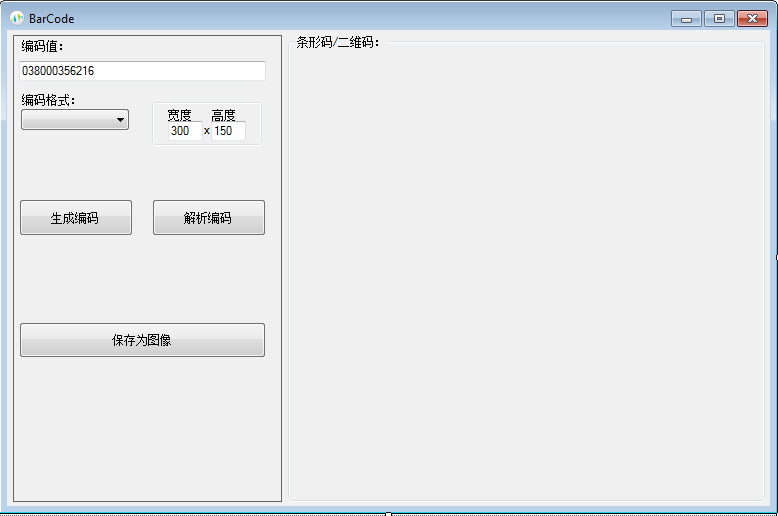 BarCode
编码值：
条形码/二维码：
038000356216
编码格式：
宽度 高度
300 x 150
生成编码 解析编码
保存为图像